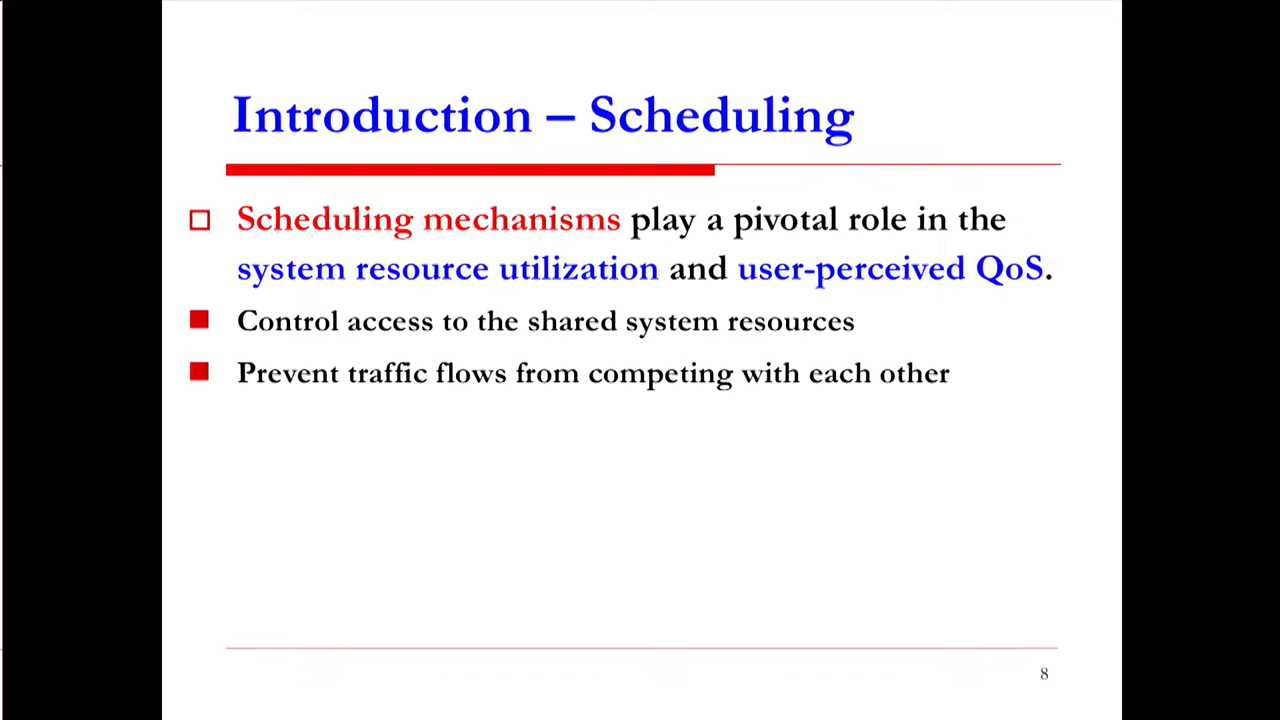 Introduction – Scheduling
Scheduling mechanisms play a pivotal role in the
system resource utilization and user-perceived QoS.
Control access to the shared system resources
Prevent traffic flows from competing with each other
8